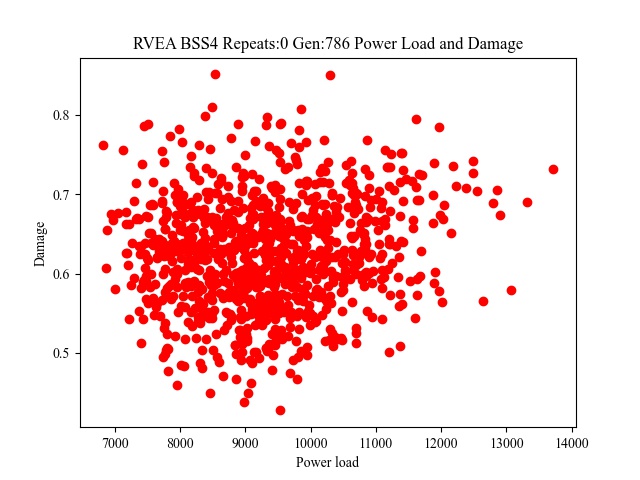 RVEA BSS4 Repeats:0 Gen:786 Power Load and Damage
0.8
0.7
0.6
0.5
Damage
7000 8000 9000 10000 11000 12000 13000 14000
Power load